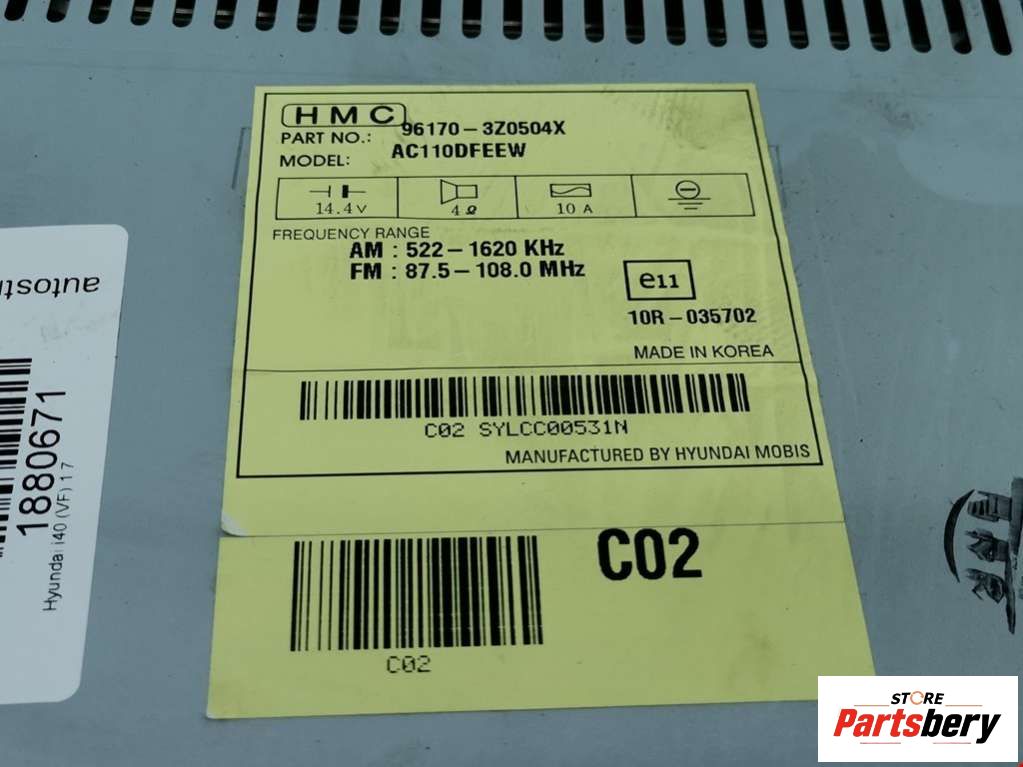 HMC
PART NO.: 96170-3Z0504X
MODEL: AC110DFEEW
14.4V 4Ω 10 A
FREQUENCY RANGE
AM : 522-1620 KHz
FM : 87.5-108.0 MHz
e11
10R-035702
MADE IN KOREA
C02 SYLCC00531N
MANUFACTURED BY HYUNDAI MOBIS
C02
C02
1880671
Hyundai i40 (VF) 17
STORE
Partsbery